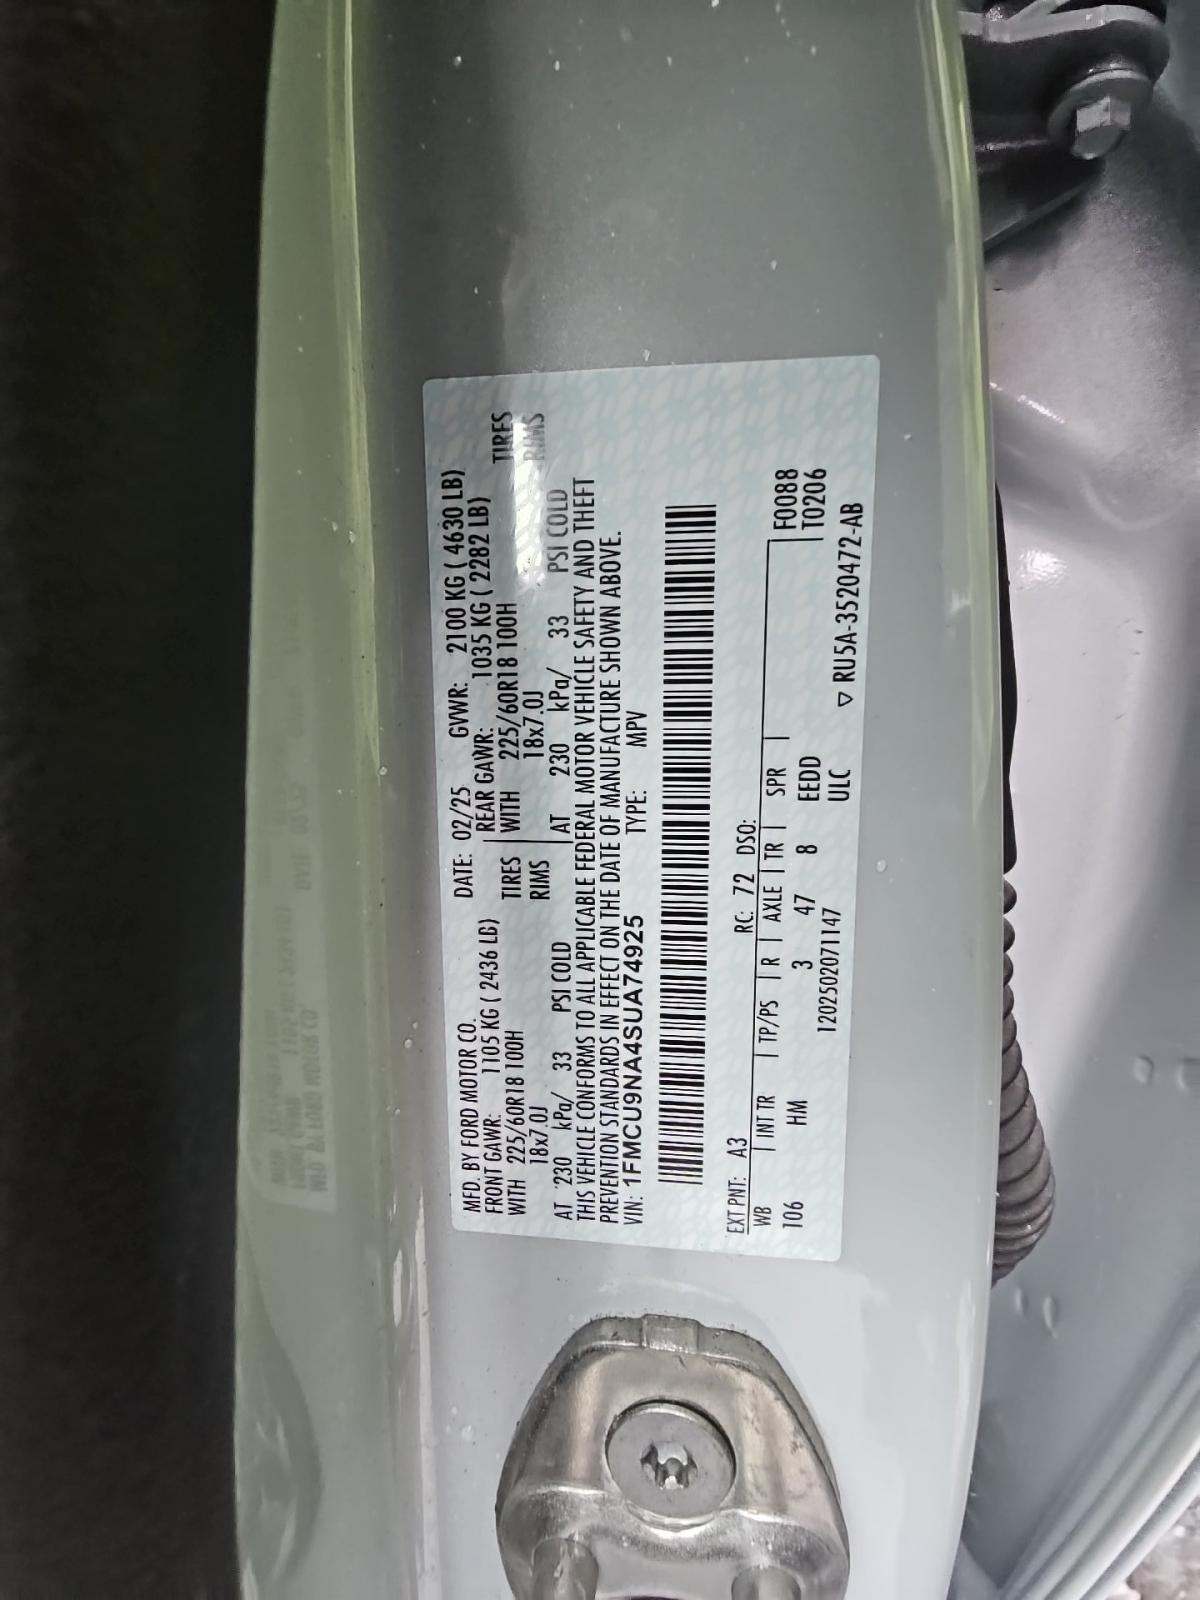 MFD. BY FORD MOTOR CO.
DATE: 02/25 GVWR: 2100 KG ( 4630 LB)
FRONT GAWR: 1105 KG ( 2436 LB) REAR GAWR: 1035 KG ( 2282 LB)
WITH 225/60R18 100H TIRES WITH 225/60R18 100H TIRES
18x7.0J RIMS 18x7.0J RIMS
AT 230 kPa/ 33 PSI COLD AT 230 kPa/ 33 PSI COLD
THIS VEHICLE CONFORMS TO ALL APPLICABLE FEDERAL MOTOR VEHICLE SAFETY AND THEFT
PREVENTION STANDARDS IN EFFECT ON THE DATE OF MANUFACTURE SHOWN ABOVE.
VIN: 1FMCU9NA4SUA74925 TYPE: MPV
EXT PNT: A3 RC: 72 DSO: F0088
WB INT TR TP/PS R AXLE TR SPR T0206
106 HM 3 47 8 EEDD
1202502071147 ULC ▽ RU5A-3520472-AB